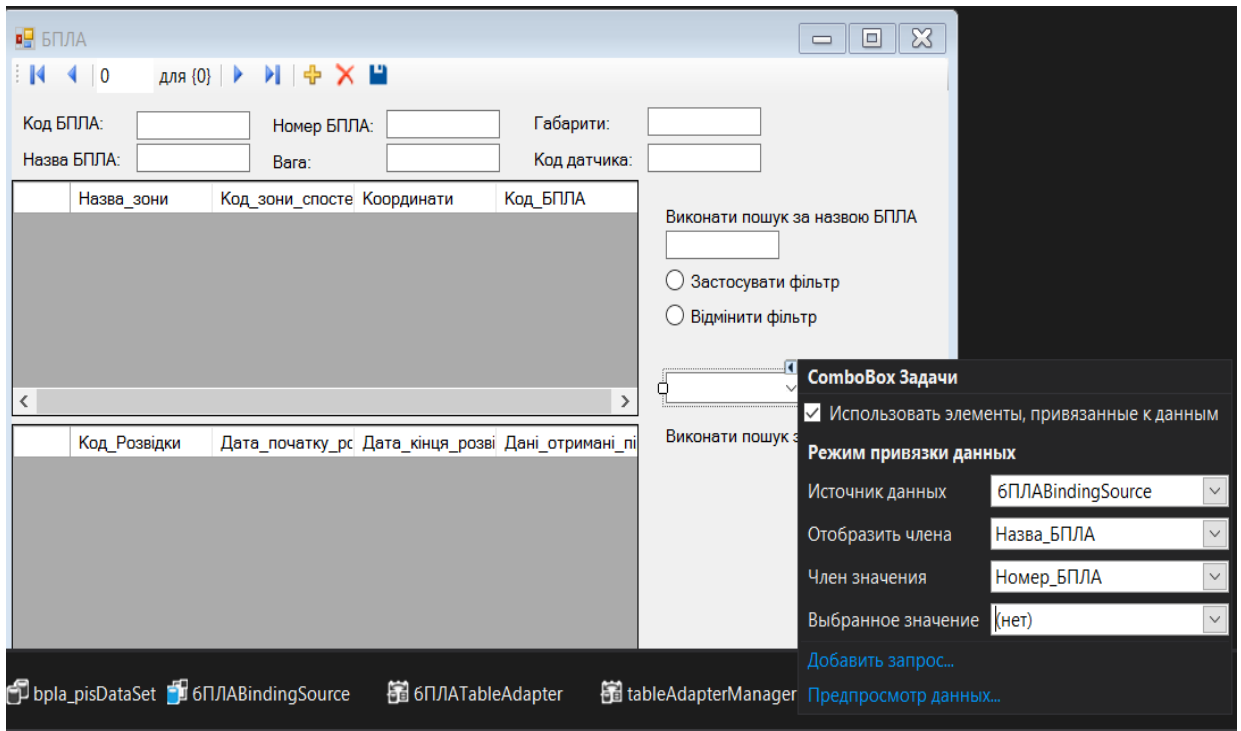 БПЛА
0 для {0}
Код БПЛА: Номер БПЛА: Габарити:
Назва БПЛА: Вага: Код датчика:
Назва_зони Код_зони_спосте Координати Код_БПЛА
Виконати пошук за назвою БПЛА
Застосувати фільтр
Відмінити фільтр
ComboBox Задачи
Использовать элементы, привязанные к данным
Код_Розвідки Дата_початку_рс Дата_кінця_розві Дані_отримані_пі
Виконати пошук з
Режим привязки данных
Источник данных бПЛАBindingSource
Отобразить члена Назва_БПЛА
Член значения Номер_БПЛА
Выбранное значение (нет)
Добавить запрос...
bpla_pisDataSet бПЛАBindingSource бПЛАTableAdapter tableAdapterManager
Предпросмотр данных...